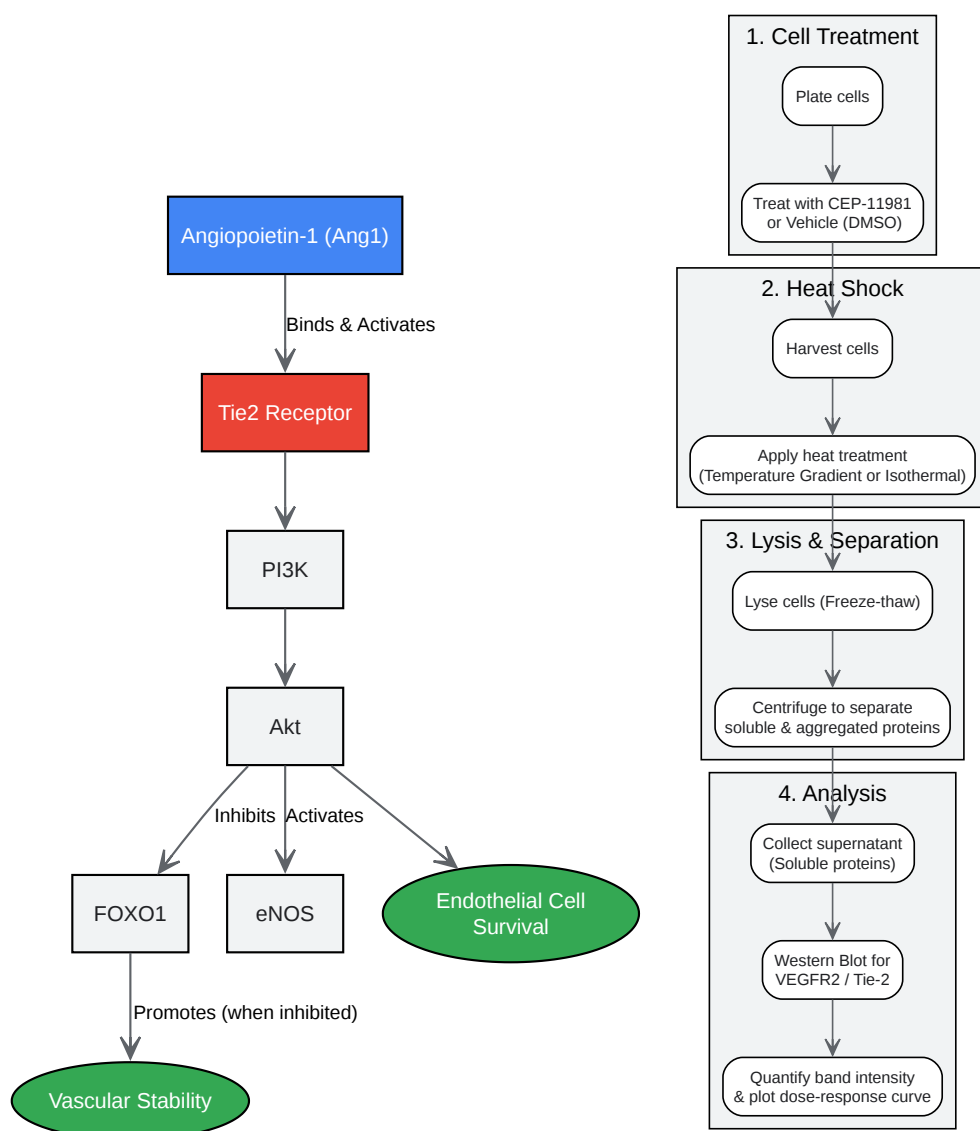 Angiopoietin-1 (Ang1)
Binds & Activates
Tie2 Receptor
PI3K
Akt
Inhibits
Activates
FOXO1
eNOS
Endothelial Cell
Survival
Promotes (when inhibited)
Vascular Stability
1. Cell Treatment
Plate cells
Treat with CEP-11981
or Vehicle (DMSO)
2. Heat Shock
Harvest cells
Apply heat treatment
(Temperature Gradient or Isothermal)
3. Lysis & Separation
Lyse cells (Freeze-thaw)
Centrifuge to separate
soluble & aggregated proteins
4. Analysis
Collect supernatant
(Soluble proteins)
Western Blot for
VEGFR2 / Tie-2
Quantify band intensity
& plot dose-response curve